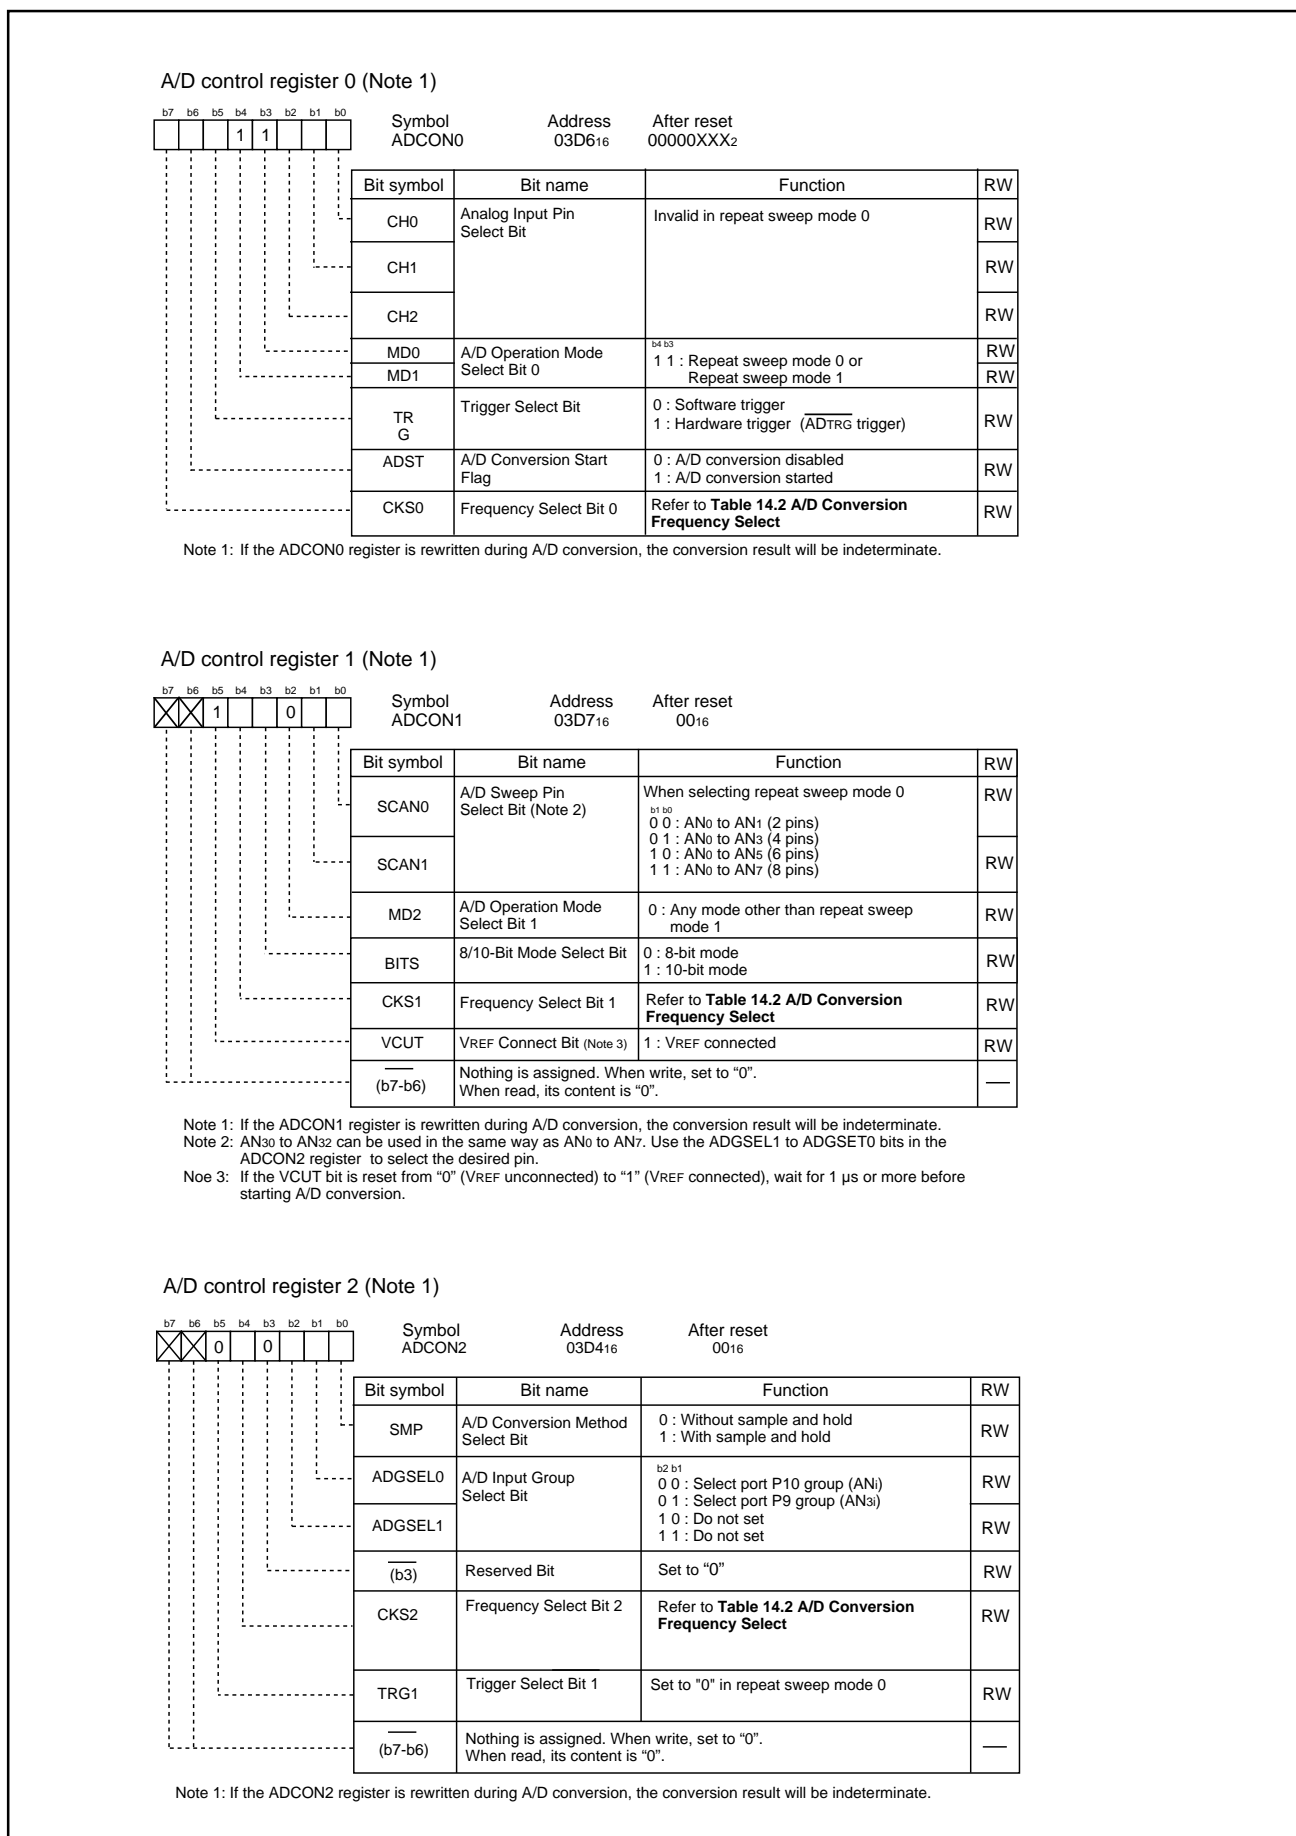 A/D control register 0 (Note 1)
b7 b6 b5 b4 b3 b2 b1 b0
1 1
Symbol Address After reset
ADCON0 03D616 00000XXX2
Bit symbol Bit name Function RW
CH0 Analog Input Pin Select Bit Invalid in repeat sweep mode 0 RW
CH1 RW
CH2 RW
MD0 A/D Operation Mode Select Bit 0 b4 b3 RW
1 1 : Repeat sweep mode 0 or
MD1 Repeat sweep mode 1 RW
TR
G Trigger Select Bit 0 : Software trigger
1 : Hardware trigger (ADTRG trigger) RW
ADST A/D Conversion Start Flag 0 : A/D conversion disabled
1 : A/D conversion started RW
CKS0 Frequency Select Bit 0 Refer to Table 14.2 A/D Conversion
Frequency Select RW
Note 1: If the ADCON0 register is rewritten during A/D conversion, the conversion result will be indeterminate.
A/D control register 1 (Note 1)
b7 b6 b5 b4 b3 b2 b1 b0
1 0
Symbol Address After reset
ADCON1 03D716 0016
Bit symbol Bit name Function RW
SCAN0 A/D Sweep Pin Select Bit (Note 2) When selecting repeat sweep mode 0 RW
b1 b0
0 0 : AN0 to AN1 (2 pins)
0 1 : AN0 to AN3 (4 pins)
1 0 : AN0 to AN5 (6 pins)
SCAN1 1 1 : AN0 to AN7 (8 pins) RW
MD2 A/D Operation Mode Select Bit 1 0 : Any mode other than repeat sweep
mode 1 RW
BITS 8/10-Bit Mode Select Bit 0 : 8-bit mode
1 : 10-bit mode RW
CKS1 Frequency Select Bit 1 Refer to Table 14.2 A/D Conversion
Frequency Select RW
VCUT VREF Connect Bit (Note 3) 1 : VREF connected RW
(b7-b6) Nothing is assigned. When write, set to “0”.
When read, its content is “0”.
Note 1: If the ADCON1 register is rewritten during A/D conversion, the conversion result will be indeterminate.
Note 2: AN30 to AN32 can be used in the same way as AN0 to AN7. Use the ADGSEL1 to ADGSET0 bits in the
ADCON2 register to select the desired pin.
Noe 3: If the VCUT bit is reset from “0” (VREF unconnected) to “1” (VREF connected), wait for 1 µs or more before
starting A/D conversion.
A/D control register 2 (Note 1)
b7 b6 b5 b4 b3 b2 b1 b0
0 0
Symbol Address After reset
ADCON2 03D416 0016
Bit symbol Bit name Function RW
SMP A/D Conversion Method Select Bit 0 : Without sample and hold
1 : With sample and hold RW
ADGSEL0 A/D Input Group Select Bit b2 b1 RW
0 0 : Select port P10 group (ANi)
0 1 : Select port P9 group (AN3i)
1 0 : Do not set
ADGSEL1 1 1 : Do not set RW
(b3) Reserved Bit Set to “0” RW
CKS2 Frequency Select Bit 2 Refer to Table 14.2 A/D Conversion
Frequency Select RW
TRG1 Trigger Select Bit 1 Set to "0" in repeat sweep mode 0 RW
(b7-b6) Nothing is assigned. When write, set to “0”.
When read, its content is “0”.
Note 1: If the ADCON2 register is rewritten during A/D conversion, the conversion result will be indeterminate.